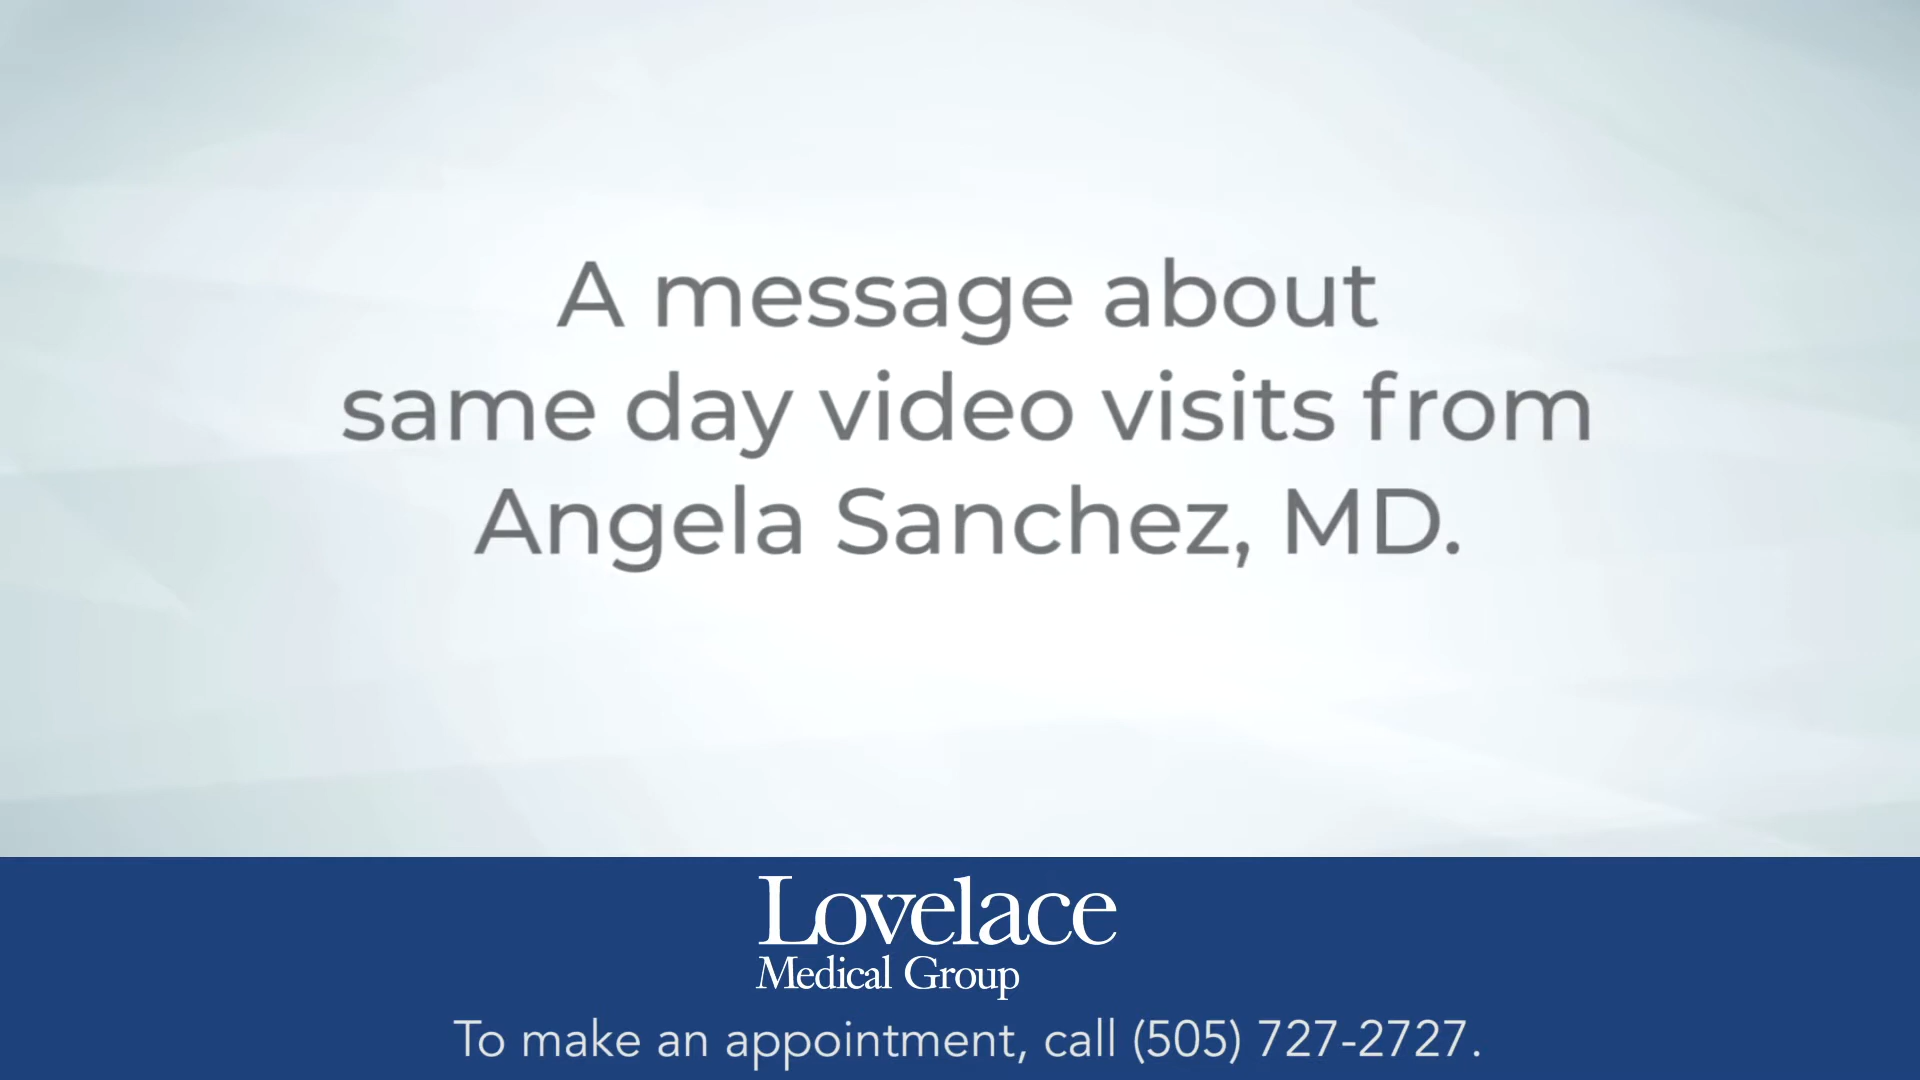 A message about
same day video visits from
Angela Sanchez, MD.
Lovelace
Medical Group
To make an appointment, call (505) 727-2727.